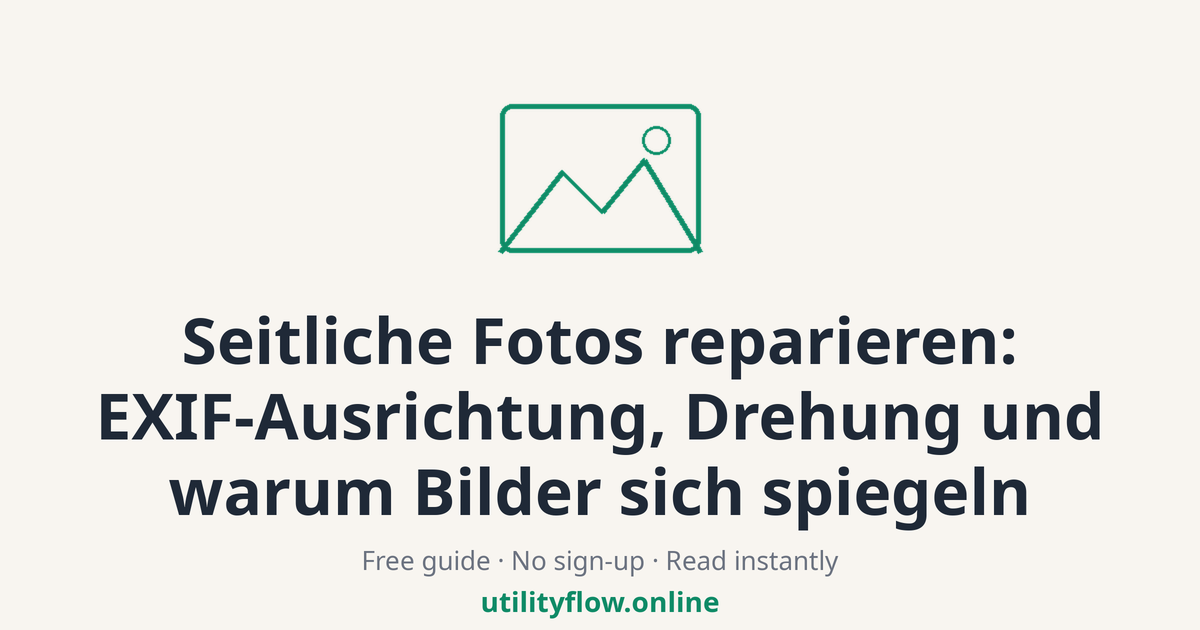 Seitliche Fotos reparieren:
EXIF-Ausrichtung, Drehung und
warum Bilder sich spiegeln
Free guide · No sign-up · Read instantly
utilityflow.online